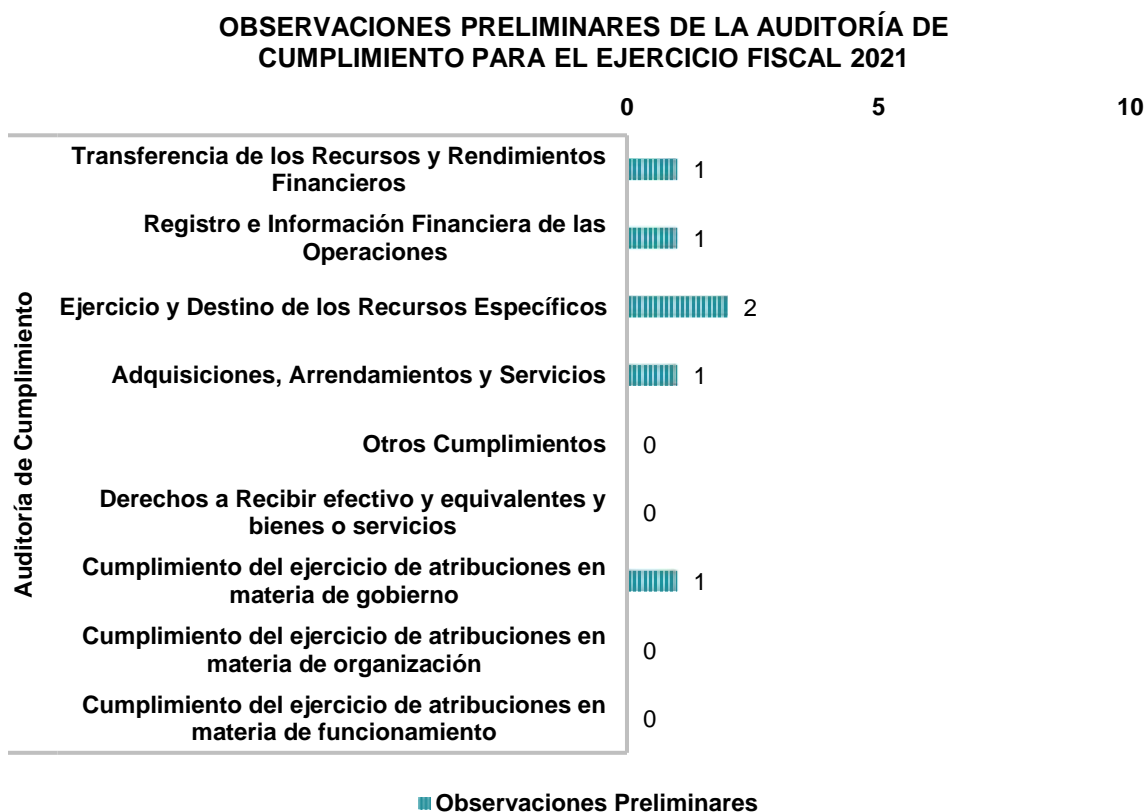 OBSERVACIONES PRELIMINARES DE LA AUDITORÍA DE
CUMPLIMIENTO PARA EL EJERCICIO FISCAL 2021
0 5 10
Auditoría de Cumplimiento
Transferencia de los Recursos y Rendimientos
Financieros
1
Registro e Información Financiera de las
Operaciones
1
Ejercicio y Destino de los Recursos Específicos
2
Adquisiciones, Arrendamientos y Servicios
1
Otros Cumplimientos
0
Derechos a Recibir efectivo y equivalentes y
bienes o servicios
0
Cumplimiento del ejercicio de atribuciones en
materia de gobierno
1
Cumplimiento del ejercicio de atribuciones en
materia de organización
0
Cumplimiento del ejercicio de atribuciones en
materia de funcionamiento
0
Observaciones Preliminares